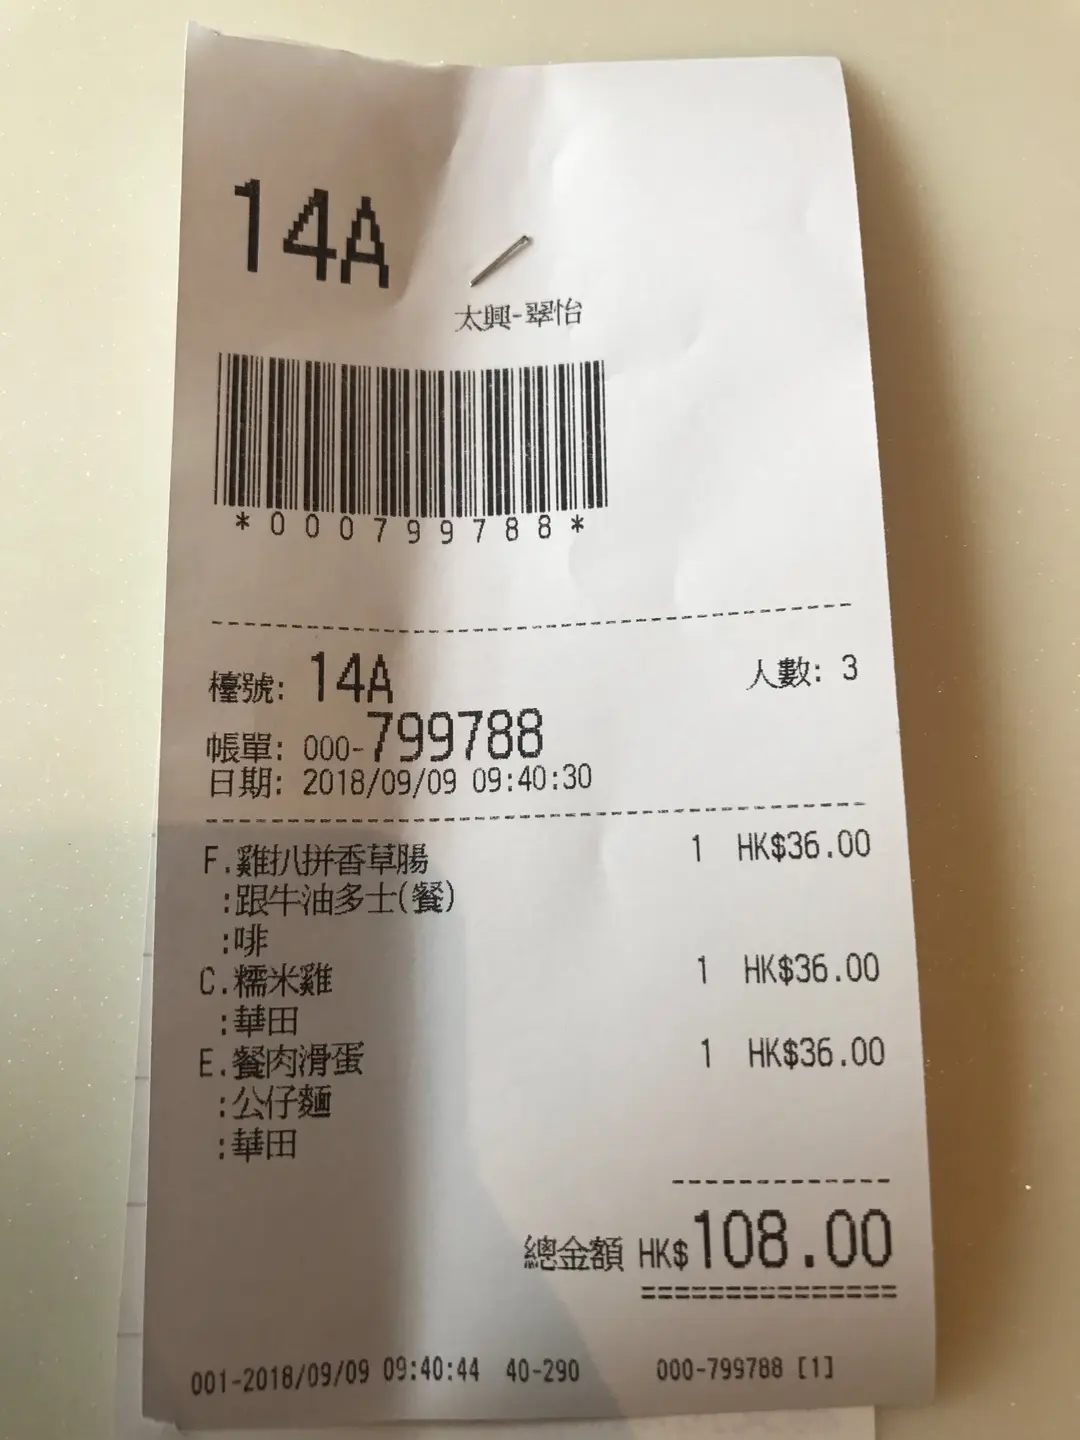 14A
太興-翠怡
*000799788*
檯號: 14A 人數: 3
帳單: 000-799788
日期: 2018/09/09 09:40:30
F.雞扒拼香草腸 1 HK$36.00
:跟牛油多士(餐)
:啡
C.糯米雞 1 HK$36.00
:華田
E.餐肉滑蛋 1 HK$36.00
:公仔麵
:華田
總金額 HK$108.00
===============
001-2018/09/09 09:40:44 40-290 000-799788 [1]